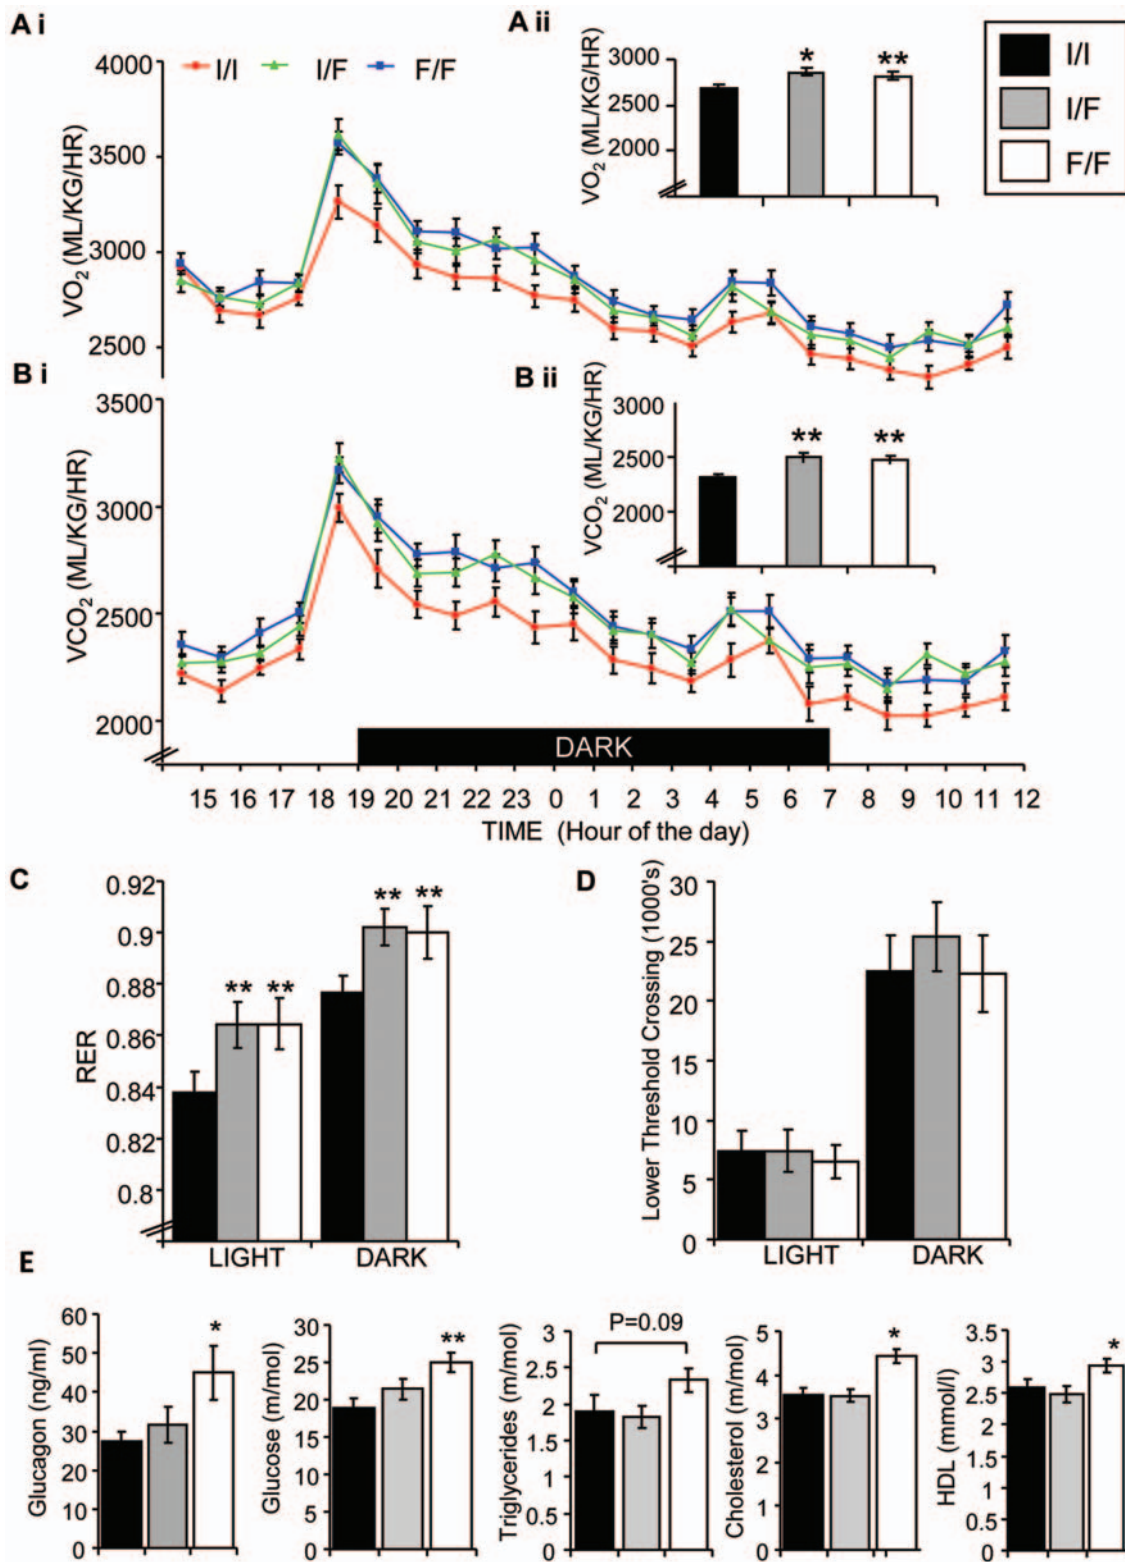 A i
I/I I/F F/F
VO2 (ML/KG/HR)
4000
3500
3000
2500
A ii
VO2 (ML/KG/HR)
3000
2500
2000
* **
I/I
I/F
F/F
B i
VCO2 (ML/KG/HR)
3500
3000
2500
2000
B ii
VCO2 (ML/KG/HR)
3000
2500
2000
** **
DARK
15 16 17 18 19 20 21 22 23 0 1 2 3 4 5 6 7 8 9 10 11 12
TIME (Hour of the day)
C
RER
0.92
0.9
0.88
0.86
0.84
0.82
0.8
** ** ** **
LIGHT DARK
D
Lower Threshold Crossing (1000's)
30
25
20
15
10
5
0
LIGHT DARK
E
Glucagon (ng/ml)
60
50
40
30
20
10
0
*
Glucose (m/mol)
30
25
20
15
10
5
0
**
Triglycerides (m/mol)
3
2.5
2
1.5
1
0.5
0
P=0.09
Cholesterol (m/mol)
5
4
3
2
1
0
*
HDL (mmol/l)
3.5
3
2.5
2
1.5
1
0.5
0
*